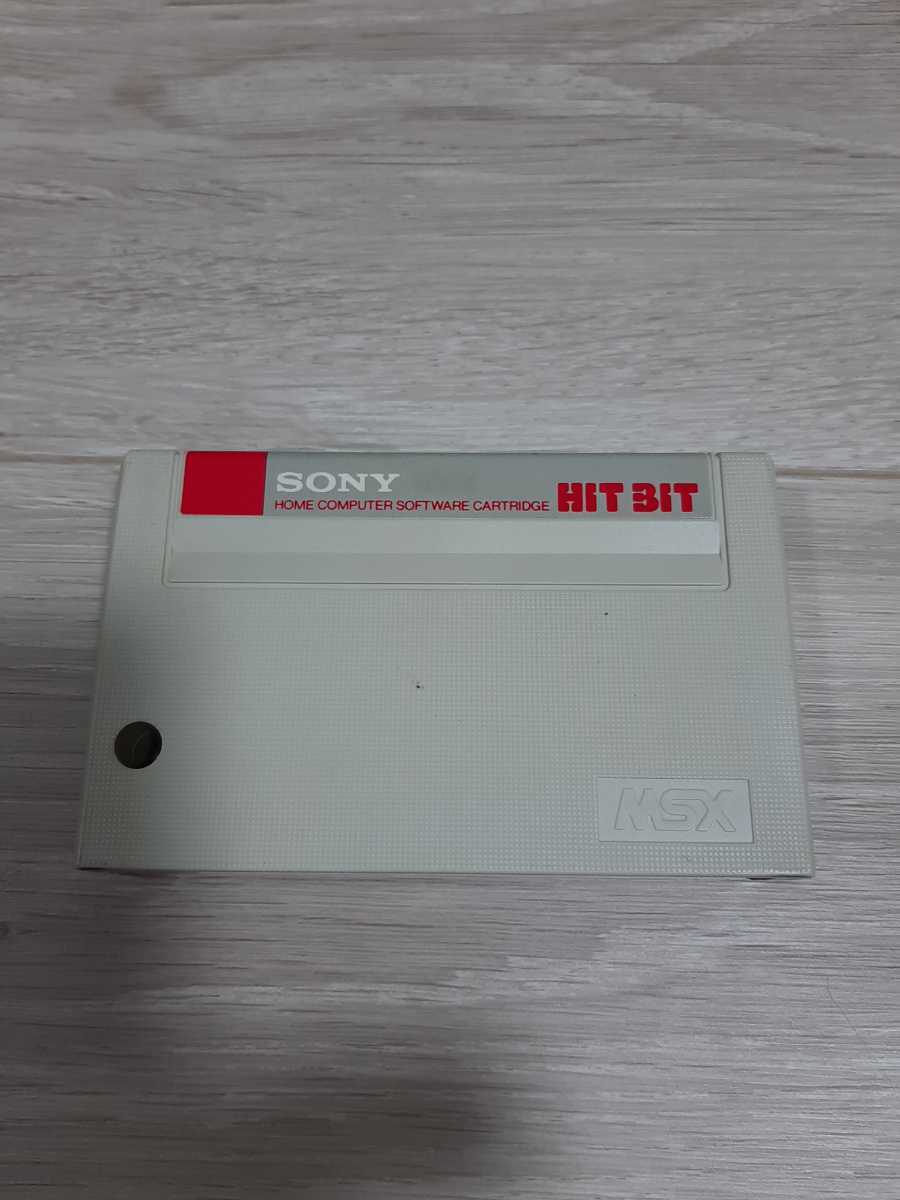 SONY
HOME COMPUTER SOFTWARE CARTRIDGE HIT BIT
MSX